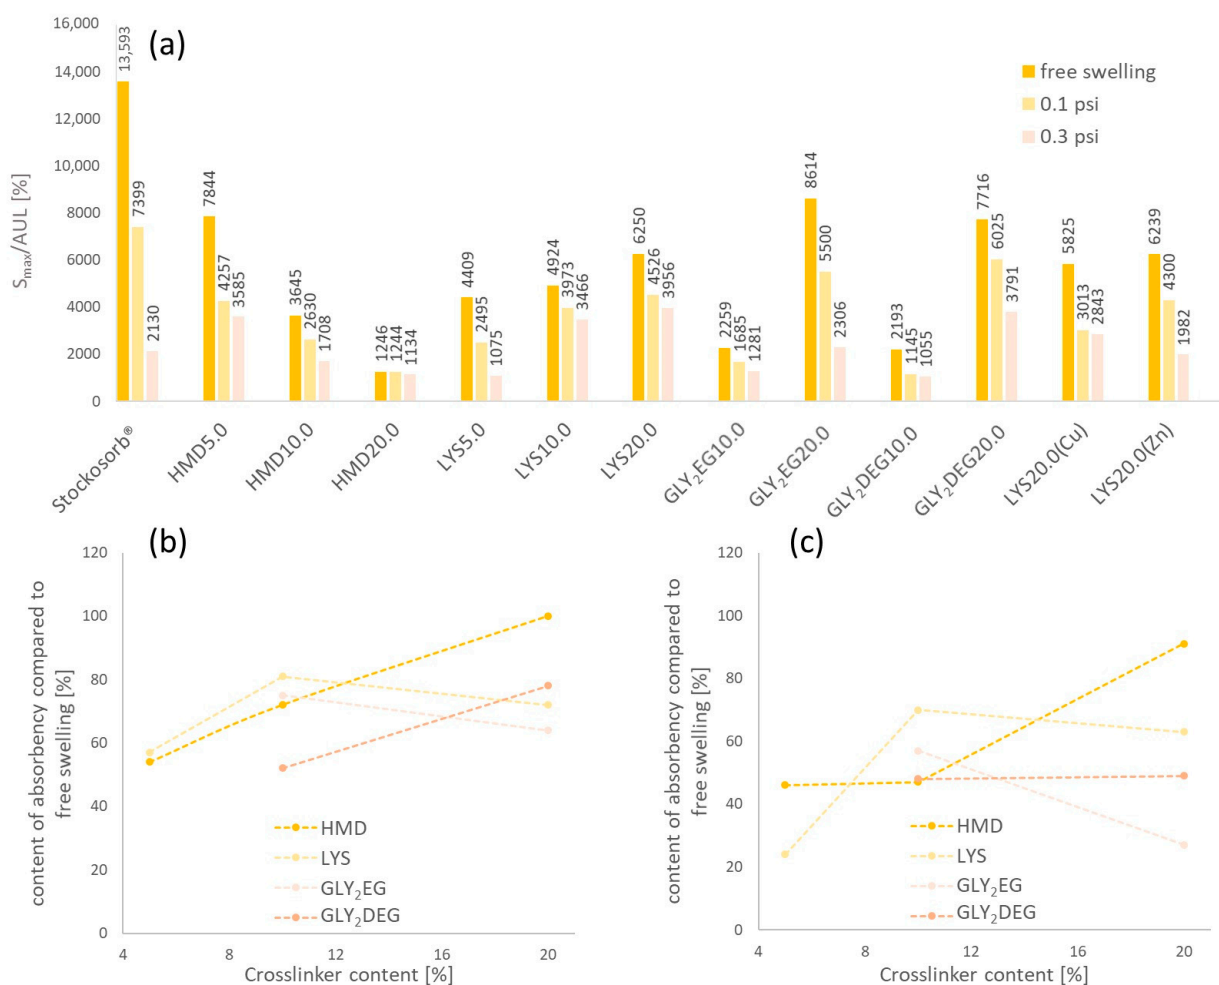 (a)
16,000
14,000
12,000
10,000
8000
6000
4000
2000
0
S_max/AUL [%]
free swelling
0.1 psi
0.3 psi
13,593
7399
2130
7844
4257
3585
3645
2630
1708
1246
1244
1134
4409
2495
1075
4924
3973
3466
6250
4526
3956
2259
1685
1281
8614
5500
2306
2193
1145
1055
7716
6025
3791
5825
3013
2843
6239
4300
1982
Stockosorb®
HMD5.0
HMD10.0
HMD20.0
LYS5.0
LYS10.0
LYS20.0
GLY₂EG10.0
GLY₂EG20.0
GLY₂DEG10.0
GLY₂DEG20.0
LYS20.0(Cu)
LYS20.0(Zn)
(b)
content of absorbency compared to
free swelling [%]
120
100
80
60
40
20
0
HMD
LYS
GLY₂EG
GLY₂DEG
4
8
12
16
20
Crosslinker content [%]
(c)
content of absorbency compared to
free swelling [%]
120
100
80
60
40
20
0
HMD
LYS
GLY₂EG
GLY₂DEG
4
8
12
16
20
Crosslinker content [%]